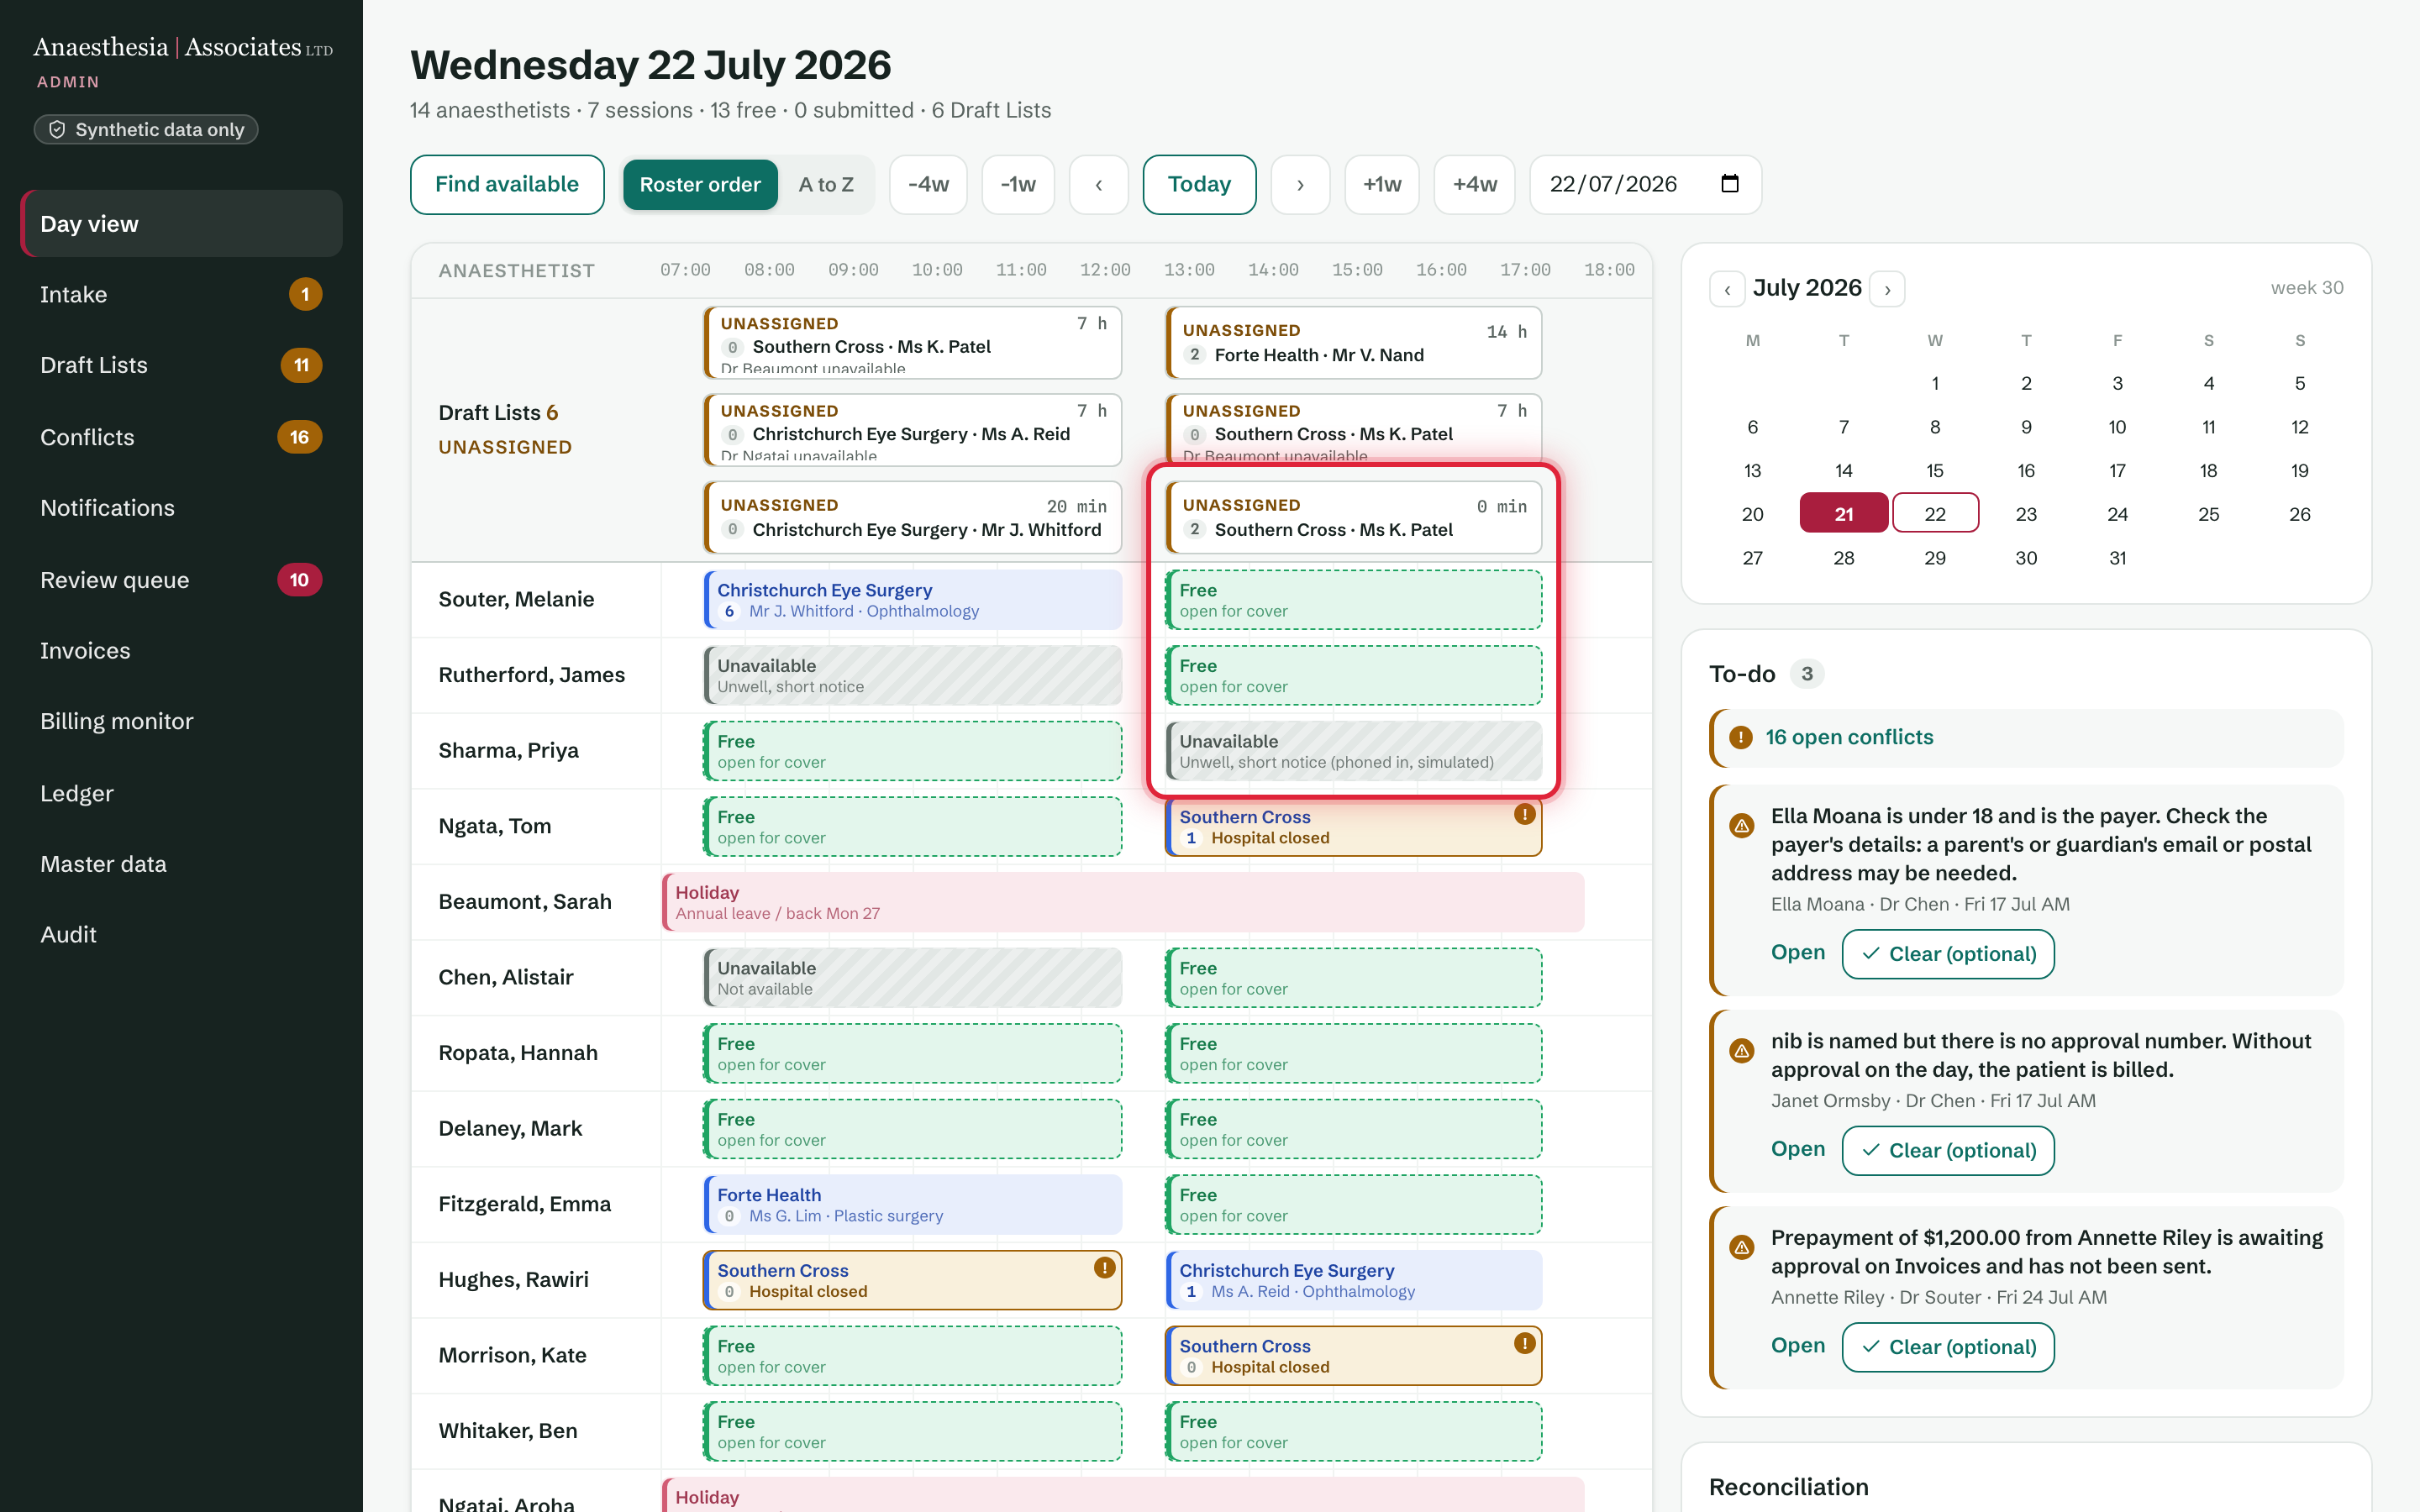 Anaesthesia | Associates LTD
ADMIN
Synthetic data only
Day view
Intake 1
Draft Lists 11
Conflicts 16
Notifications
Review queue 10
Invoices
Billing monitor
Ledger
Master data
Audit
Wednesday 22 July 2026
14 anaesthetists · 7 sessions · 13 free · 0 submitted · 6 Draft Lists
Find available Roster order A to Z -4w -1w ‹ Today › +1w +4w 22/07/2026
ANAESTHETIST 07:00 08:00 09:00 10:00 11:00 12:00 13:00 14:00 15:00 16:00 17:00 18:00
Draft Lists 6
UNASSIGNED
UNASSIGNED 7 h
0 Southern Cross · Ms K. Patel
Dr Beaumont unavailable
UNASSIGNED 14 h
2 Forte Health · Mr V. Nand
UNASSIGNED 7 h
0 Christchurch Eye Surgery · Ms A. Reid
Dr Ngatai unavailable
UNASSIGNED 7 h
0 Southern Cross · Ms K. Patel
Dr Beaumont unavailable
UNASSIGNED 20 min
0 Christchurch Eye Surgery · Mr J. Whitford
UNASSIGNED 0 min
2 Southern Cross · Ms K. Patel
Souter, Melanie
Christchurch Eye Surgery
6 Mr J. Whitford · Ophthalmology
Free
open for cover
Rutherford, James
Unavailable
Unwell, short notice
Free
open for cover
Sharma, Priya
Free
open for cover
Unavailable
Unwell, short notice (phoned in, simulated)
Ngata, Tom
Free
open for cover
Southern Cross !
1 Hospital closed
Beaumont, Sarah
Holiday
Annual leave / back Mon 27
Chen, Alistair
Unavailable
Not available
Free
open for cover
Ropata, Hannah
Free
open for cover
Free
open for cover
Delaney, Mark
Free
open for cover
Free
open for cover
Fitzgerald, Emma
Forte Health
0 Ms G. Lim · Plastic surgery
Free
open for cover
Hughes, Rawiri
Southern Cross !
0 Hospital closed
Christchurch Eye Surgery
1 Ms A. Reid · Ophthalmology
Morrison, Kate
Free
open for cover
Southern Cross !
0 Hospital closed
Whitaker, Ben
Free
open for cover
Free
open for cover
Ngatai, Aroha
Holiday
‹ July 2026 › week 30
M T W T F S S
1 2 3 4 5
6 7 8 9 10 11 12
13 14 15 16 17 18 19
20 21 22 23 24 25 26
27 28 29 30 31
To-do 3
! 16 open conflicts
Ella Moana is under 18 and is the payer. Check the
payer's details: a parent's or guardian's email or postal
address may be needed.
Ella Moana · Dr Chen · Fri 17 Jul AM
Open ✓ Clear (optional)
nib is named but there is no approval number. Without
approval on the day, the patient is billed.
Janet Ormsby · Dr Chen · Fri 17 Jul AM
Open ✓ Clear (optional)
Prepayment of $1,200.00 from Annette Riley is awaiting
approval on Invoices and has not been sent.
Annette Riley · Dr Souter · Fri 24 Jul AM
Open ✓ Clear (optional)
Reconciliation